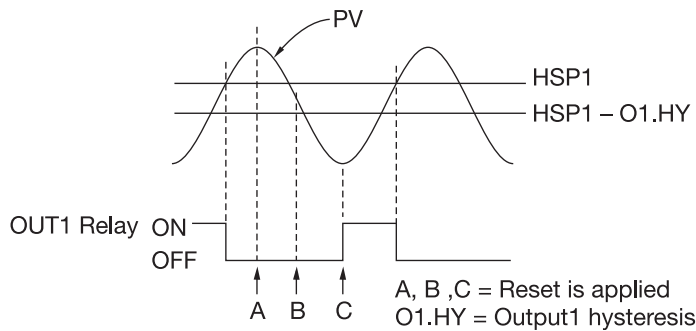 PV
HSP1
HSP1 – O1.HY
OUT1 Relay ON
OFF
A B C
A, B ,C = Reset is applied
O1.HY = Output1 hysteresis